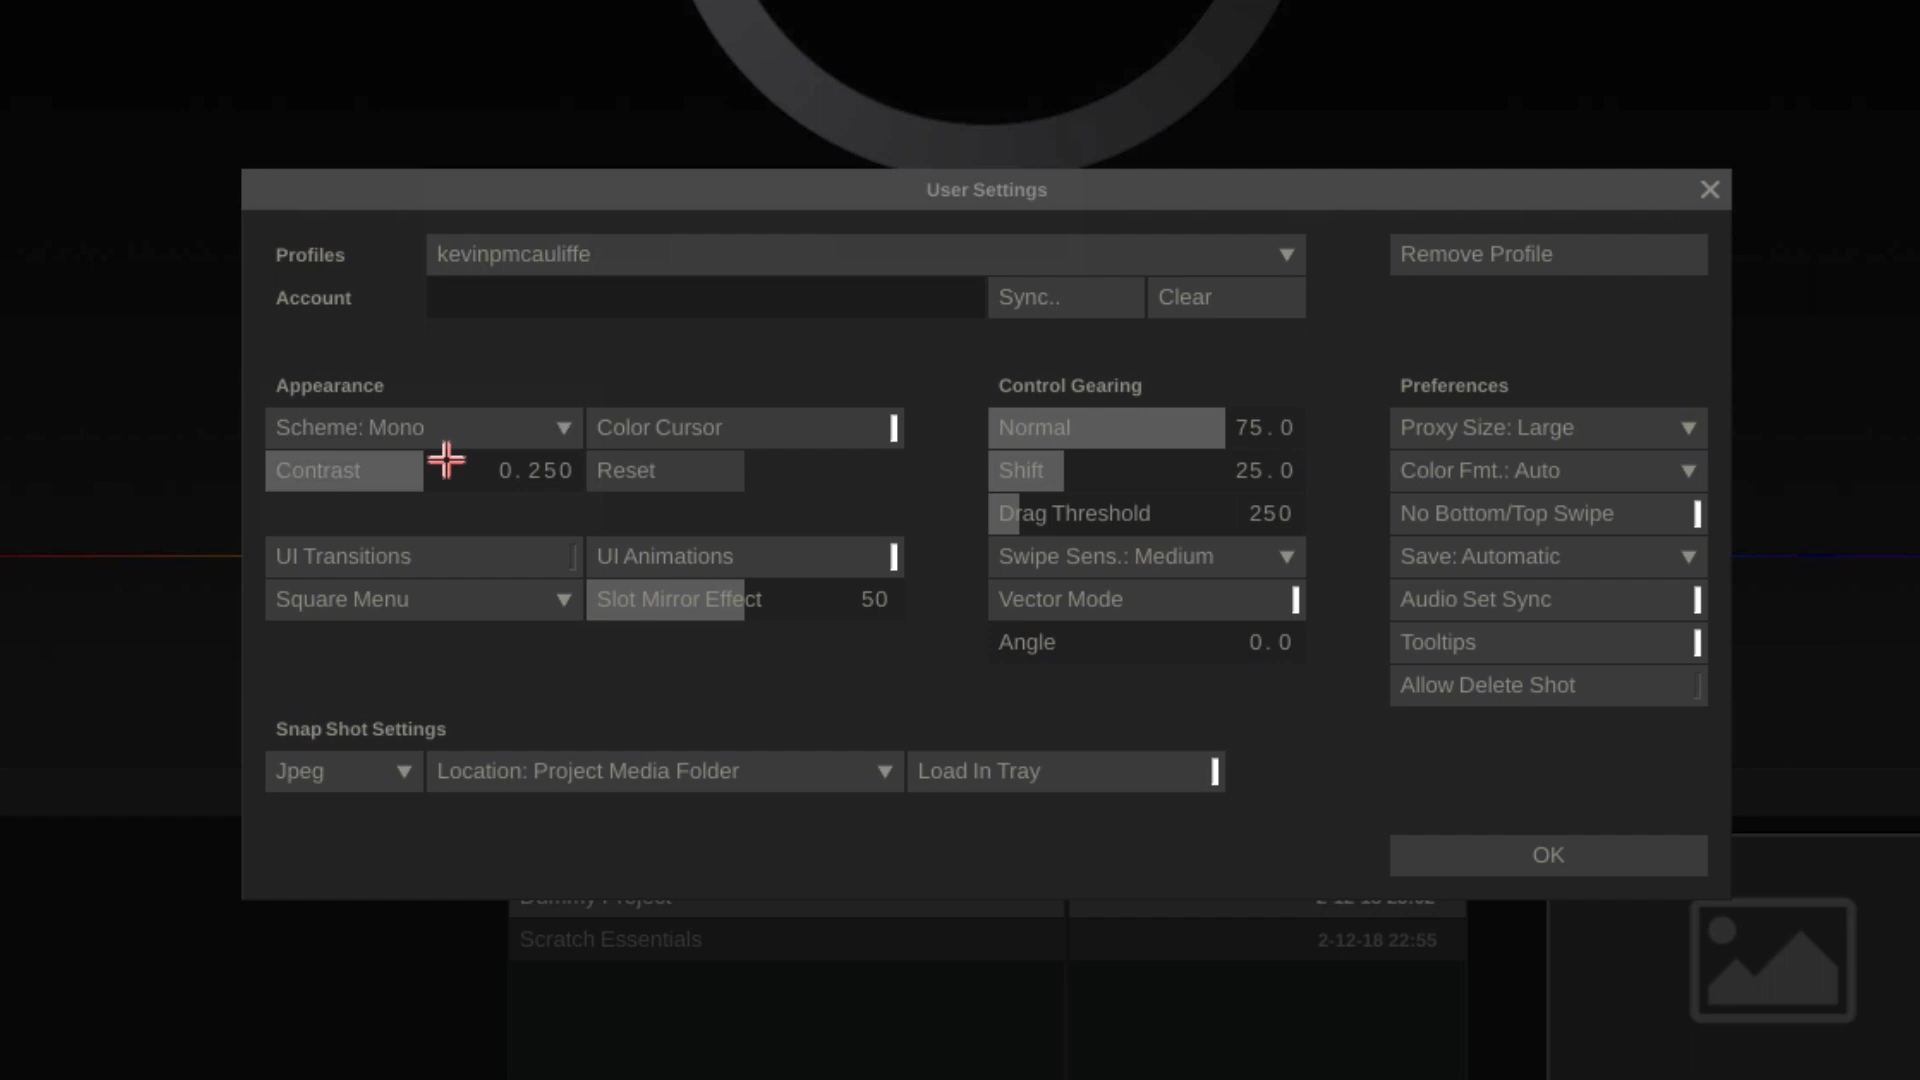 User Settings
Profiles kevinpmcauliffe Remove Profile
Account Sync.. Clear
Appearance Control Gearing Preferences
Scheme: Mono Color Cursor Normal 75.0 Proxy Size: Large
Contrast 0.250 Reset Shift 25.0 Color Fmt.: Auto
Drag Threshold 250 No Bottom/Top Swipe
UI Transitions UI Animations Swipe Sens.: Medium Save: Automatic
Square Menu Slot Mirror Effect 50 Vector Mode Audio Set Sync
Angle 0.0 Tooltips
Allow Delete Shot
Snap Shot Settings
Jpeg Location: Project Media Folder Load In Tray
OK
Dummy Project
Scratch Essentials 2-12-18 22:55